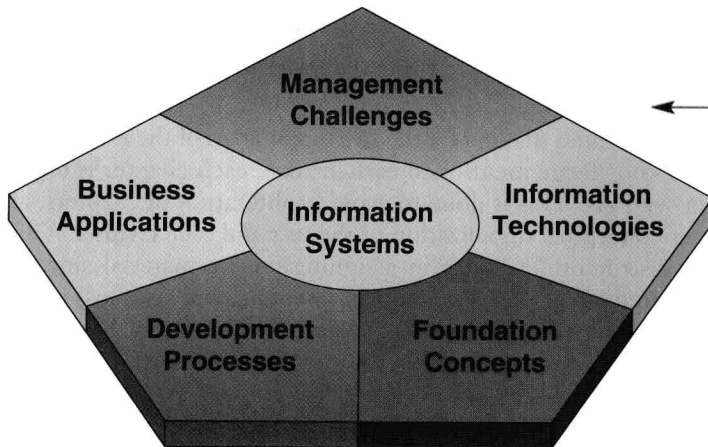 Management
Challenges
Business
Applications
Information
Systems
Information
Technologies
Development
Processes
Foundation
Concepts